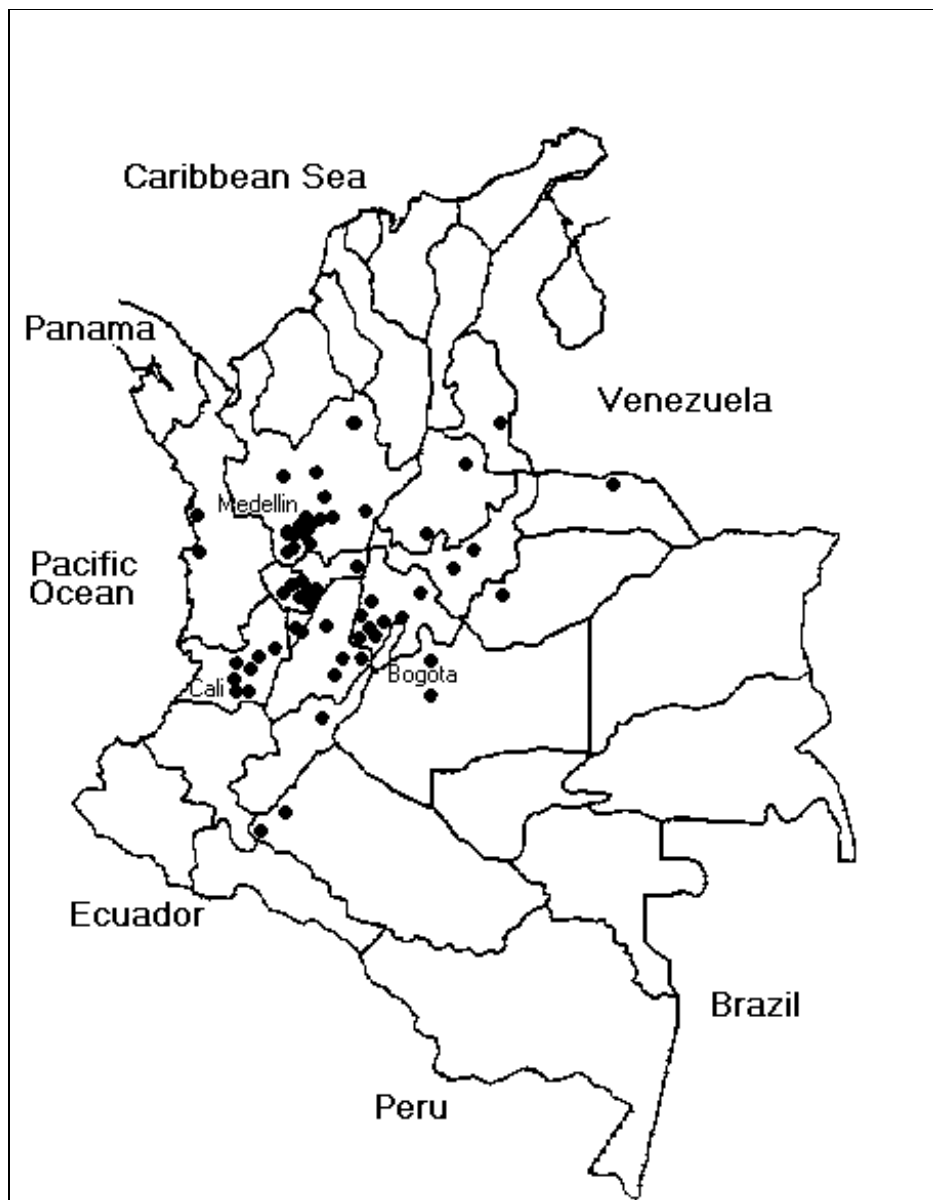 Caribbean Sea
Panama
Venezuela
Medellin
Pacific
Ocean
Bogota
Cali
Ecuador
Brazil
Peru